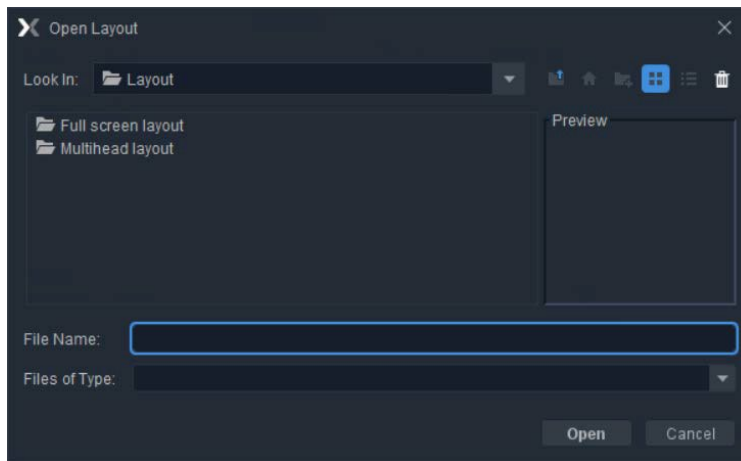 Open Layout
Look In: Layout
Full screen layout
Multihead layout
Preview
File Name:
Files of Type:
Open Cancel